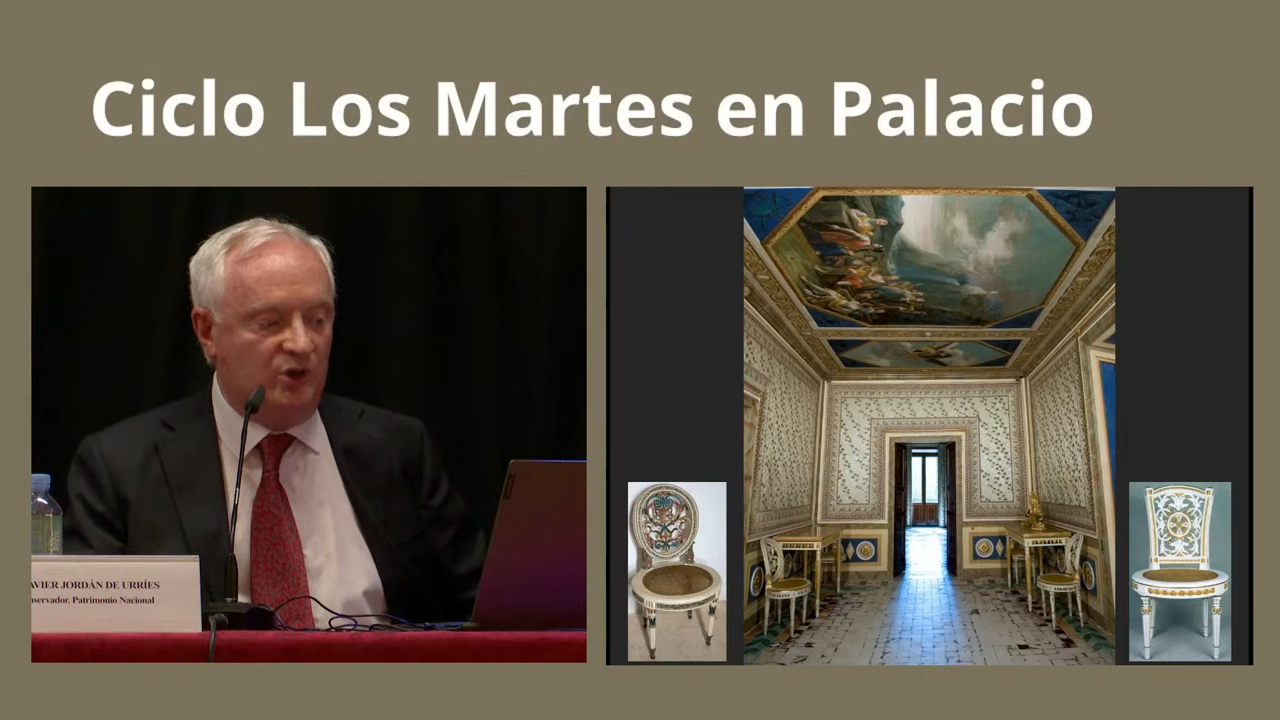 Ciclo Los Martes en Palacio
AVIER JORDÁN DE URRÍES
nservador. Patrimonio Nacional